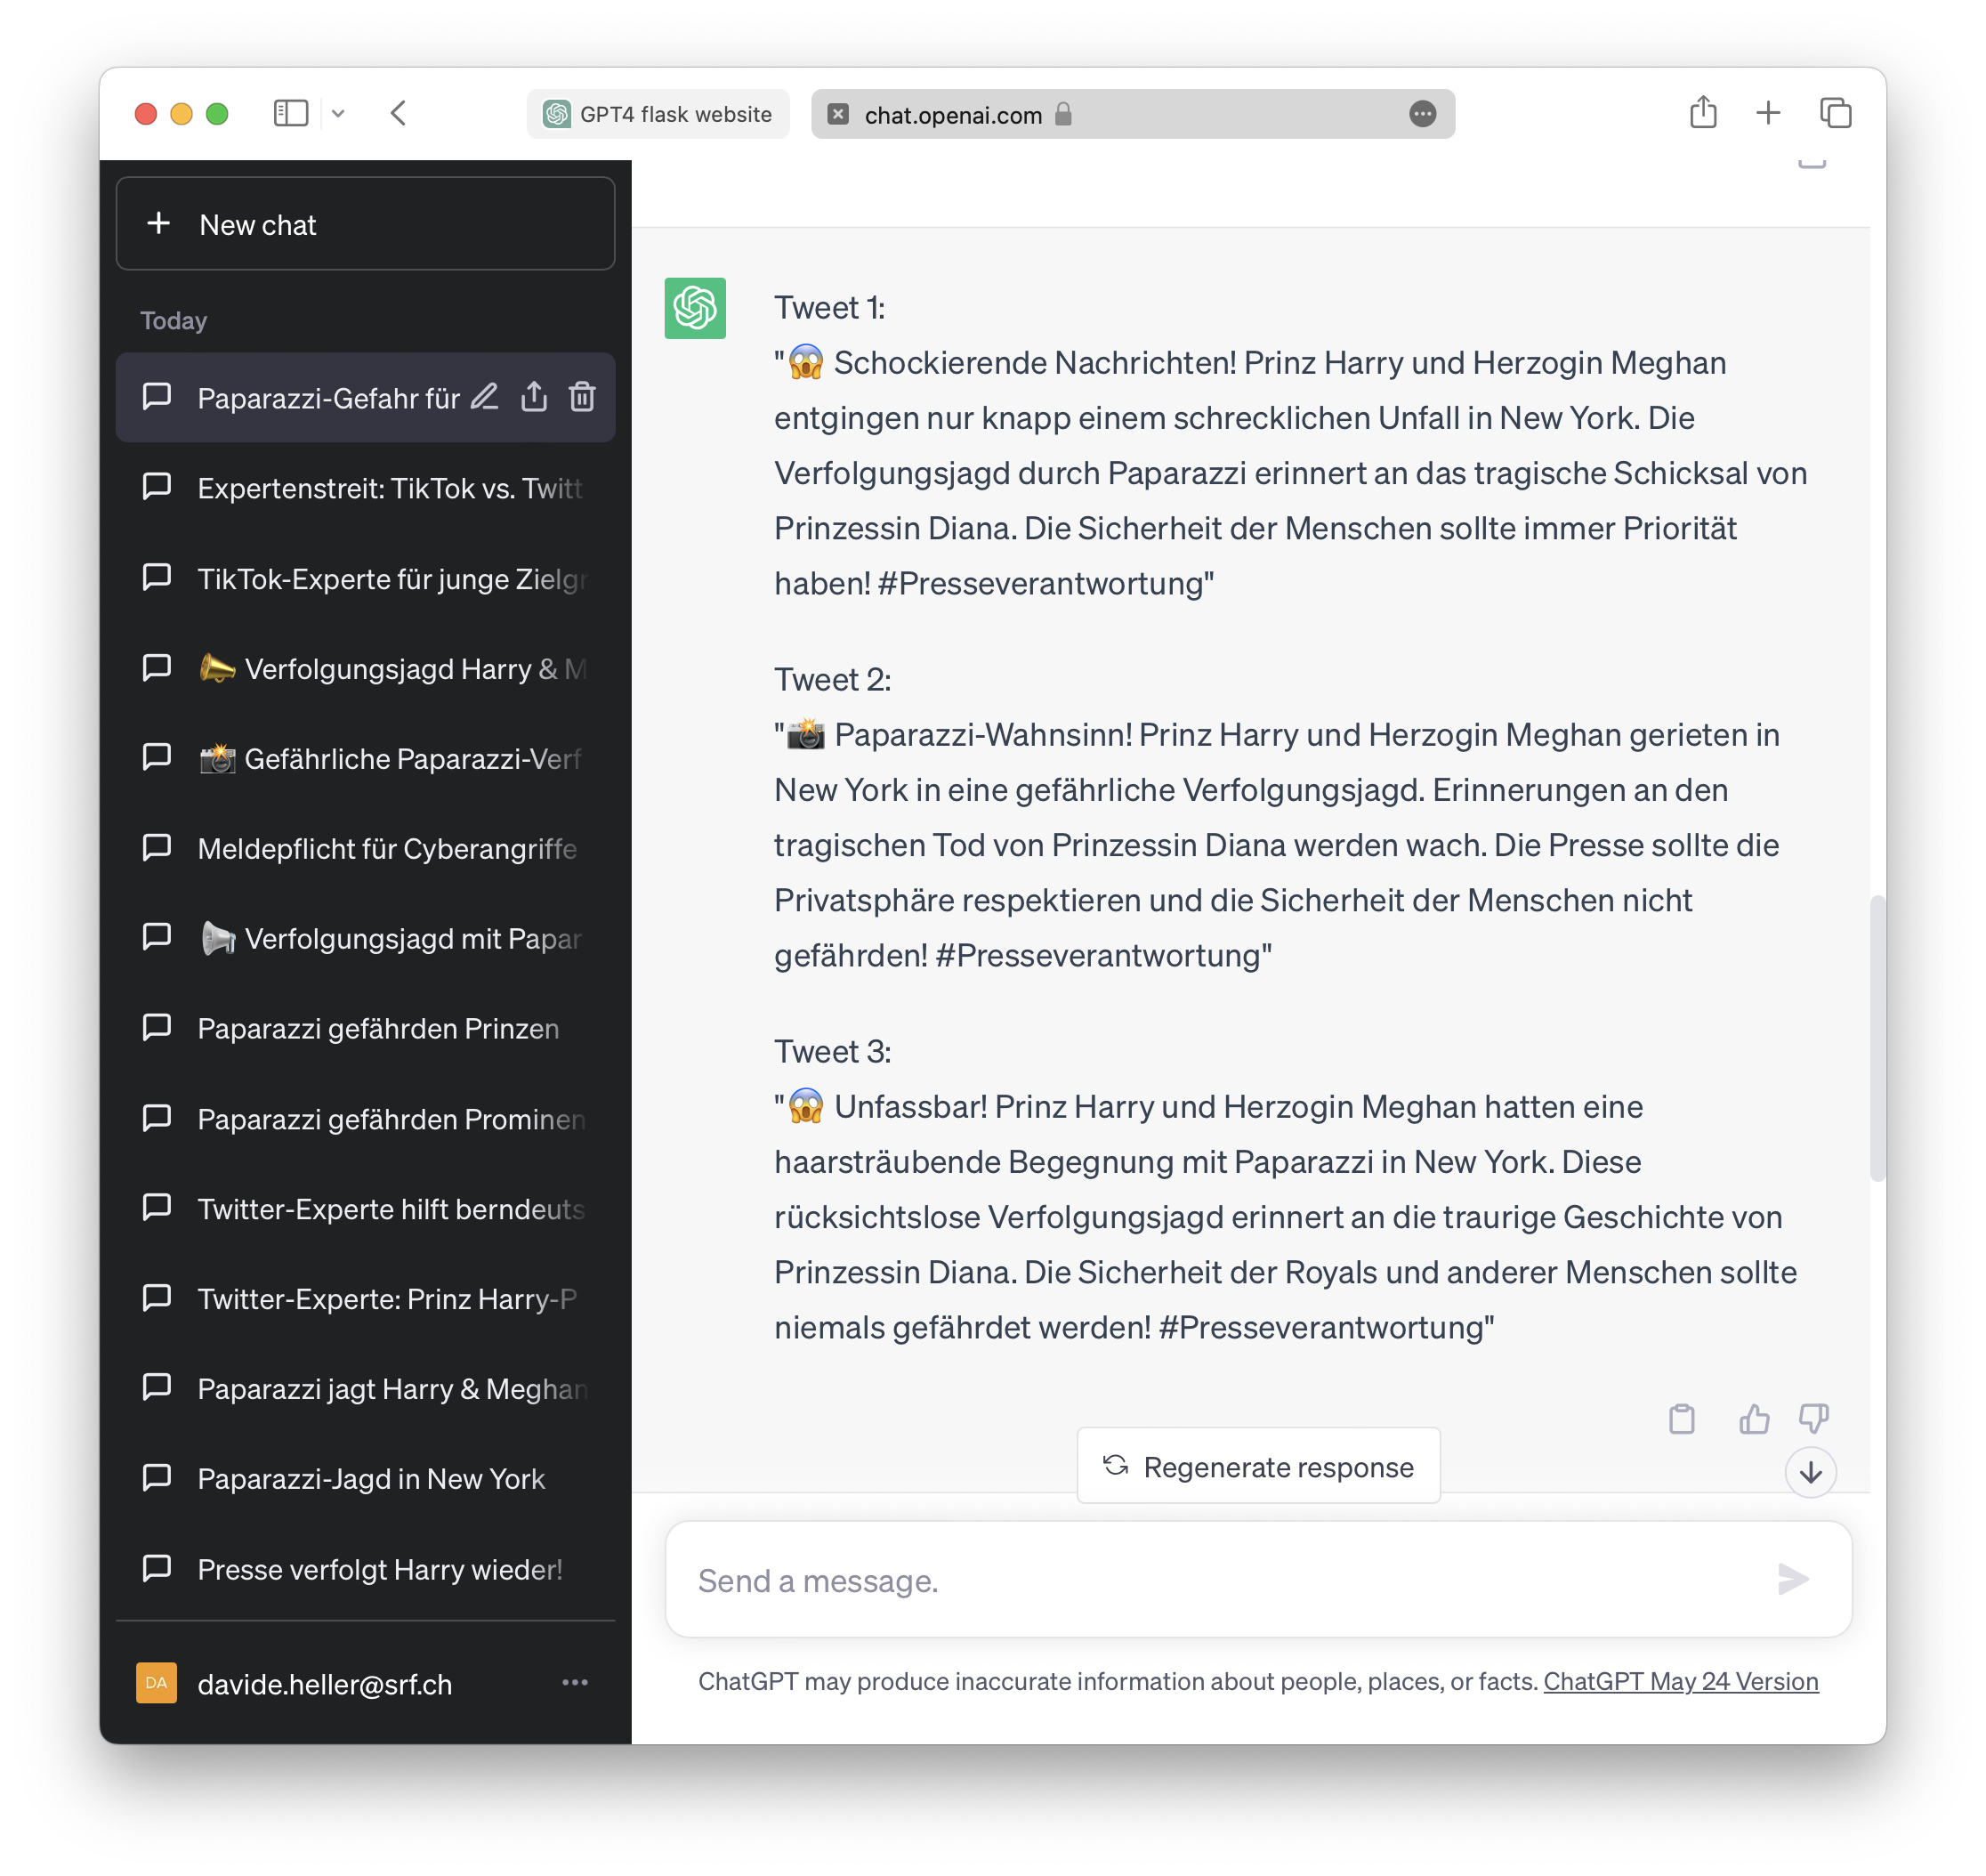 GPT4 flask website
chat.openai.com
New chat
Today
Paparazzi-Gefahr für
Expertenstreit: TikTok vs. Twitt
TikTok-Experte für junge Zielgr
📣 Verfolgungsjagd Harry & M
📸 Gefährliche Paparazzi-Verf
Meldepflicht für Cyberangriffe
📢 Verfolgungsjagd mit Papar
Paparazzi gefährden Prinzen
Paparazzi gefährden Prominen
Twitter-Experte hilft berndeuts
Twitter-Experte: Prinz Harry-P
Paparazzi jagt Harry & Meghan
Paparazzi-Jagd in New York
Presse verfolgt Harry wieder!
DA
davide.heller@srf.ch
Tweet 1:
"😱 Schockierende Nachrichten! Prinz Harry und Herzogin Meghan
entgingen nur knapp einem schrecklichen Unfall in New York. Die
Verfolgungsjagd durch Paparazzi erinnert an das tragische Schicksal von
Prinzessin Diana. Die Sicherheit der Menschen sollte immer Priorität
haben! #Presseverantwortung"
Tweet 2:
"📸 Paparazzi-Wahnsinn! Prinz Harry und Herzogin Meghan gerieten in
New York in eine gefährliche Verfolgungsjagd. Erinnerungen an den
tragischen Tod von Prinzessin Diana werden wach. Die Presse sollte die
Privatsphäre respektieren und die Sicherheit der Menschen nicht
gefährden! #Presseverantwortung"
Tweet 3:
"😱 Unfassbar! Prinz Harry und Herzogin Meghan hatten eine
haarsträubende Begegnung mit Paparazzi in New York. Diese
rücksichtslose Verfolgungsjagd erinnert an die traurige Geschichte von
Prinzessin Diana. Die Sicherheit der Royals und anderer Menschen sollte
niemals gefährdet werden! #Presseverantwortung"
Regenerate response
Send a message.
ChatGPT may produce inaccurate information about people, places, or facts. ChatGPT May 24 Version